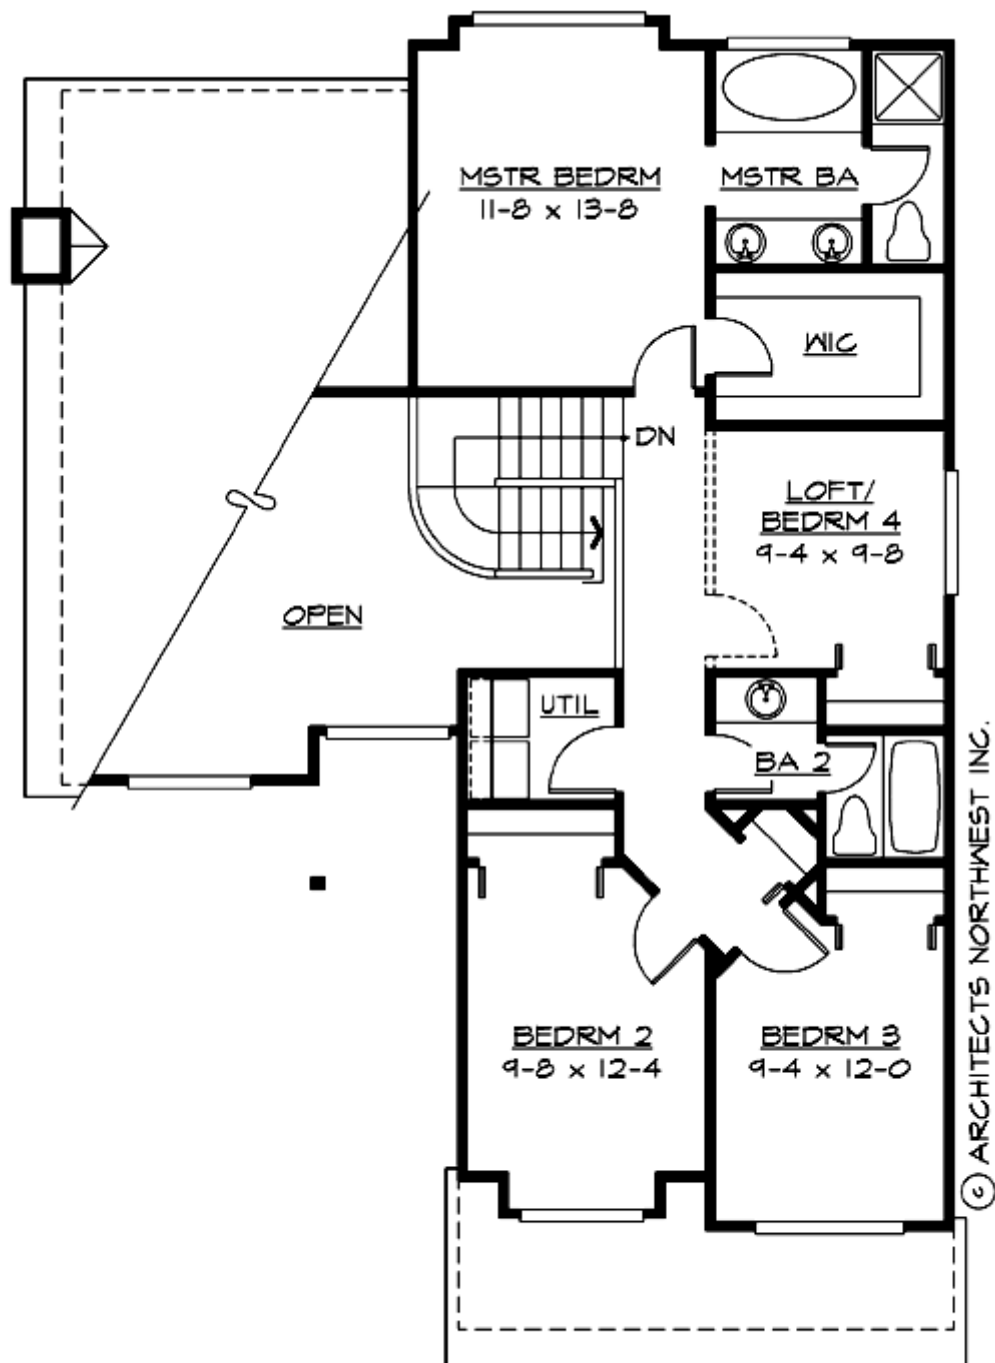 MSTR BEDRM
11-8 x 13-8
MSTR BA
WIC
DN
LOFT/
BEDRM 4
9-4 x 9-8
OPEN
UTIL
BA 2
BEDRM 2
9-8 x 12-4
BEDRM 3
9-4 x 12-0
© ARCHITECTS NORTHWEST INC.